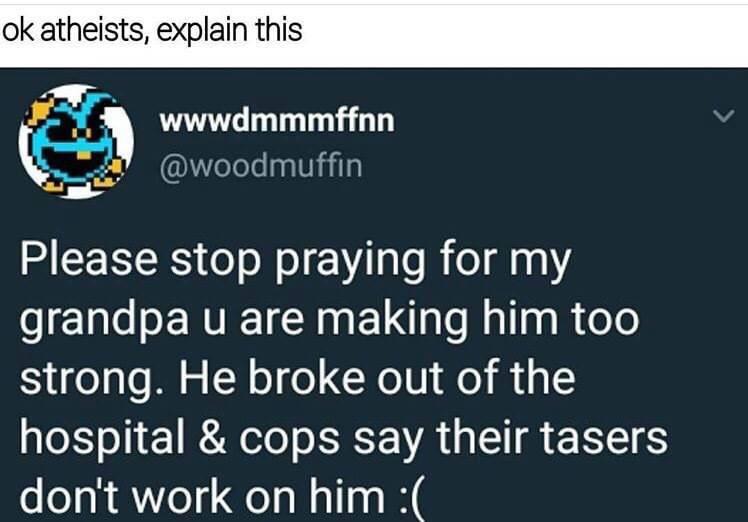 ok atheists, explain this
wwwdmmmffnn
@woodmuffin
Please stop praying for my
grandpa u are making him too
strong. He broke out of the
hospital & cops say their tasers
don't work on him :(